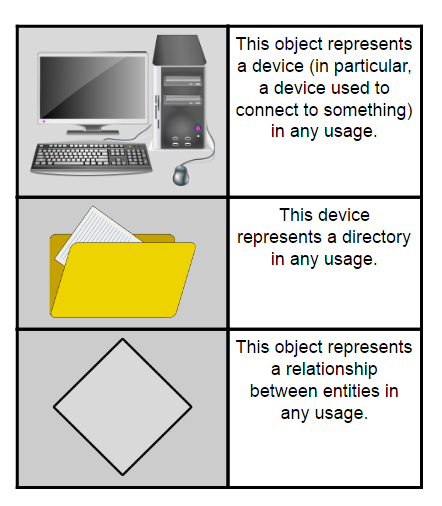 This object represents
a device (in particular,
a device used to
connect to something)
in any usage.
This device
represents a directory
in any usage.
This object represents
a relationship
between entities in
any usage.